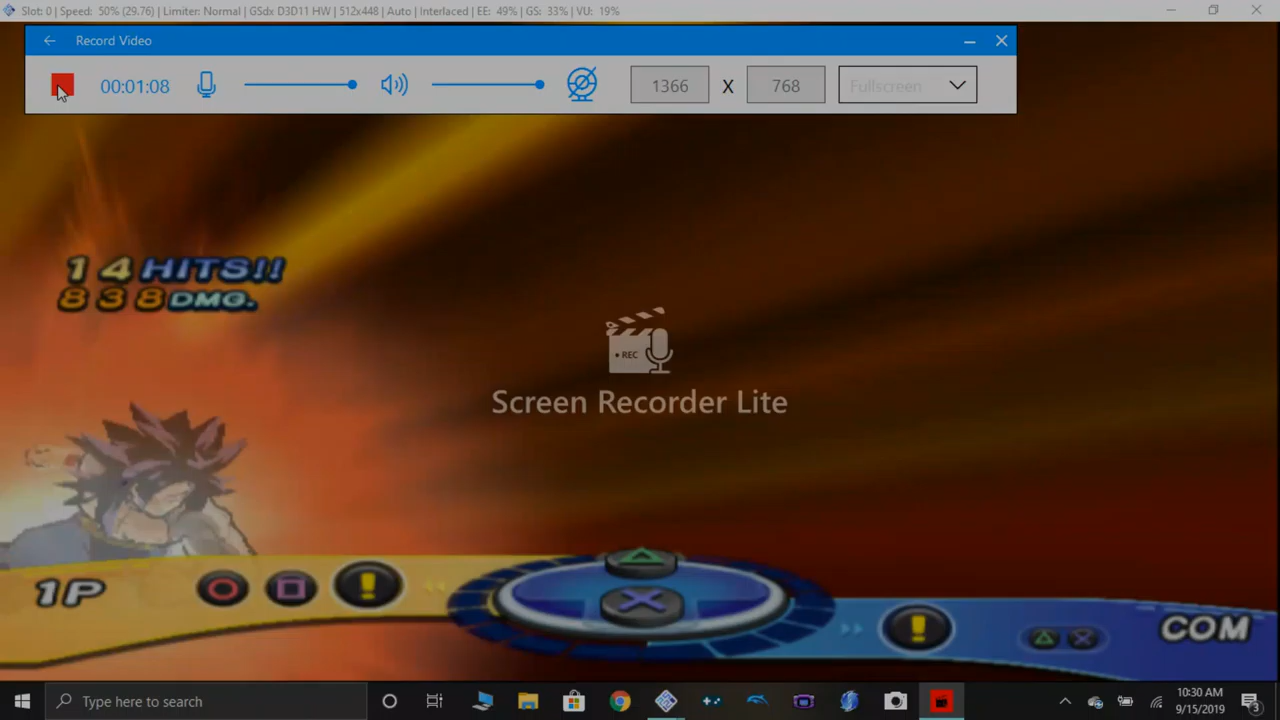 Slot: 0 | Speed: 50% (29.76) | Limiter: Normal | GSdx D3D11 HW | 512x448 | Auto | Interlaced | EE: 49% | GS: 33% | VU: 19%
Record Video
00:01:08
1366 X 768 Fullscreen
14 HITS!!
838 DMG.
REC
Screen Recorder Lite
1P
COM
Type here to search
10:30 AM
9/15/2019
3